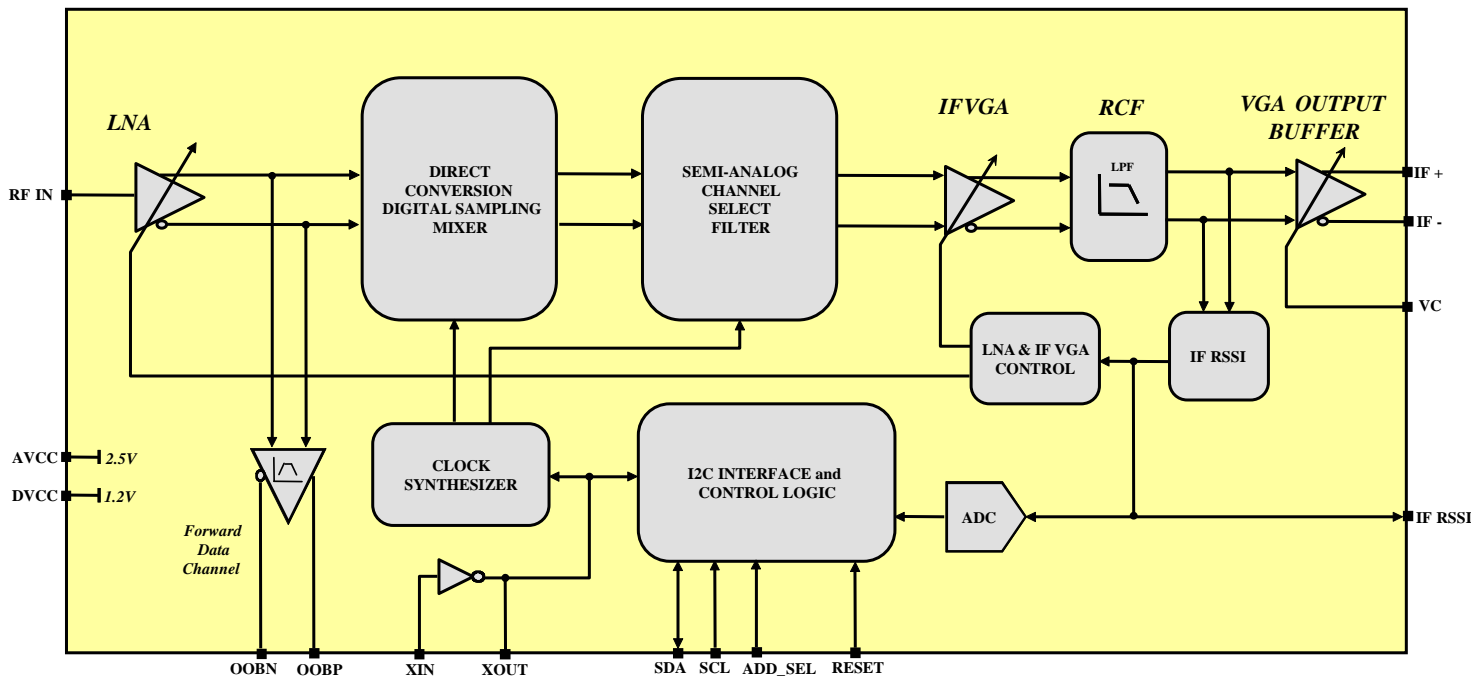 LNA
IFVGA
RCF
VGA OUTPUT
BUFFER
RF IN
DIRECT
CONVERSION
DIGITAL SAMPLING
MIXER
SEMI-ANALOG
CHANNEL
SELECT
FILTER
LPF
IF +
IF -
VC
LNA & IF VGA
CONTROL
IF RSSI
AVCC
2.5V
DVCC
1.2V
CLOCK
SYNTHESIZER
I2C INTERFACE and
CONTROL LOGIC
ADC
IF RSSI
Forward
Data
Channel
OOBN
OOBP
XIN
XOUT
SDA
SCL
ADD_SEL
RESET